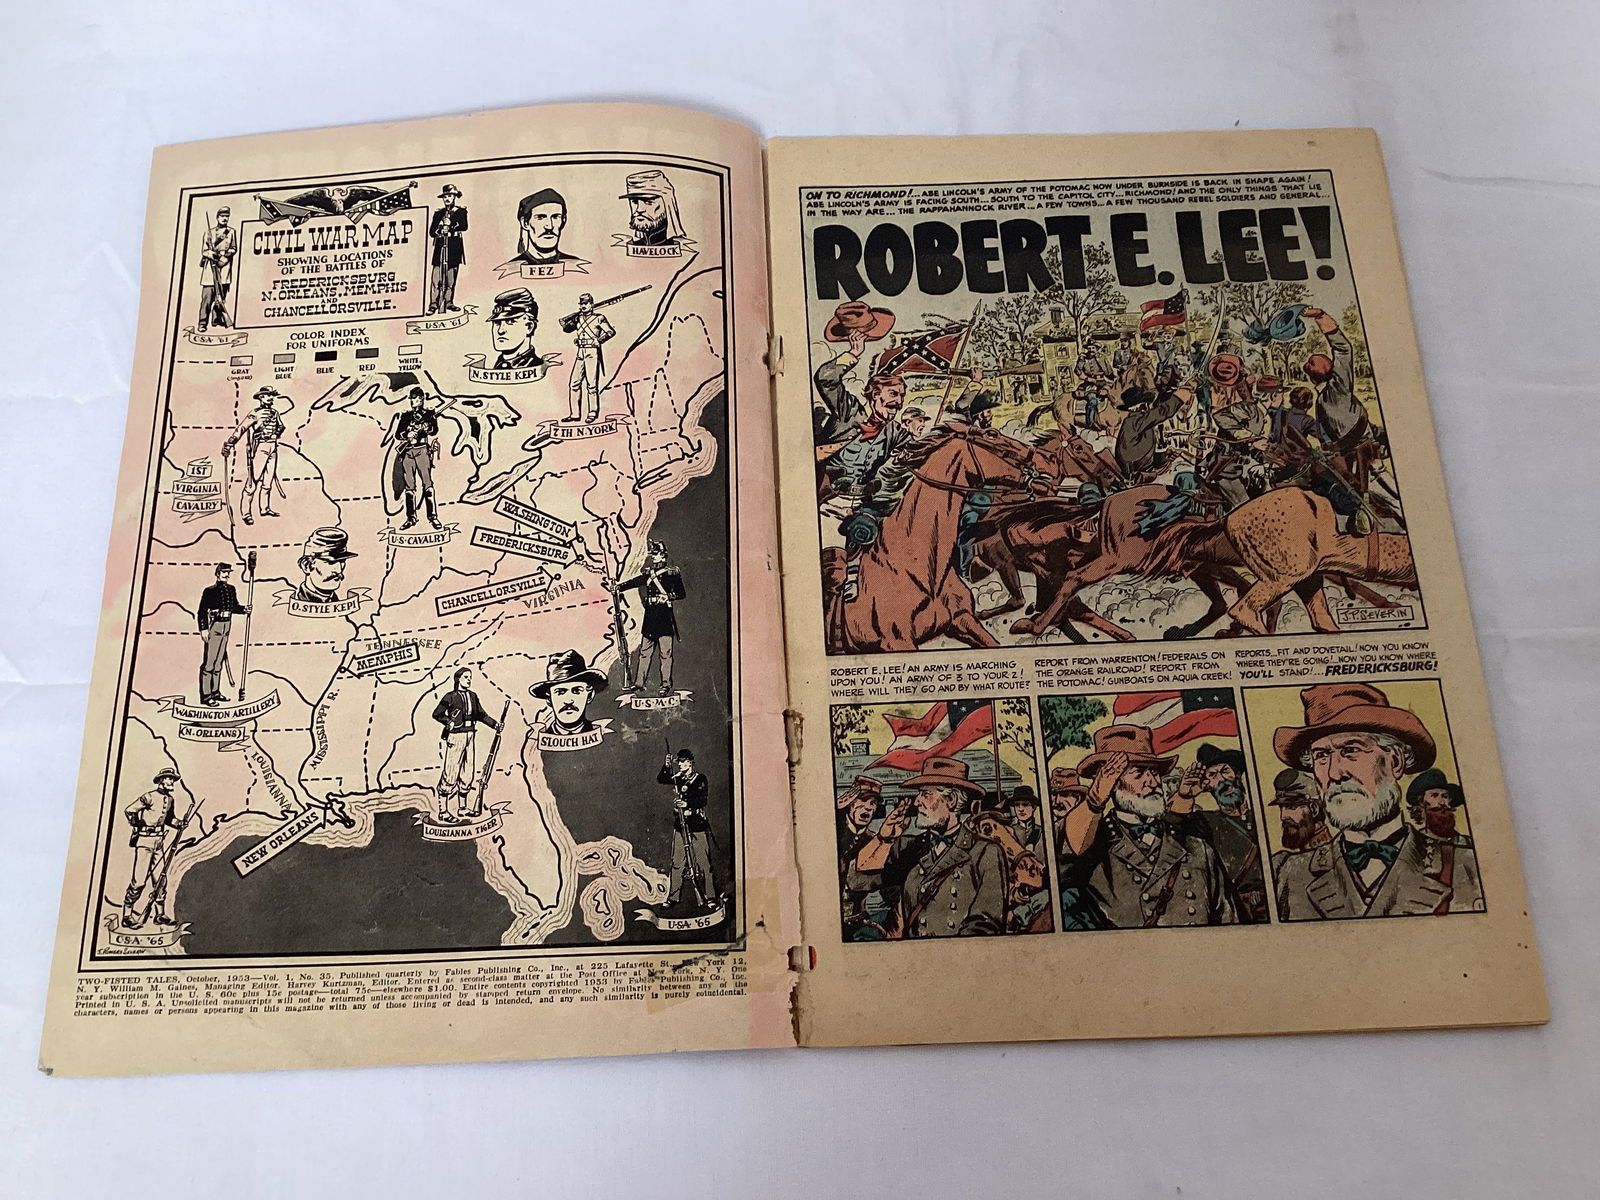 CIVIL WAR MAP
SHOWING LOCATIONS
OF THE BATTLES OF
FREDERICKSBURG
N. ORLEANS, MEMPHIS
AND
CHANCELLORSVILLE.
CSA '61
USA '61
FEZ
HAVELOCK
COLOR INDEX
FOR UNIFORMS
GRAY
LIGHT
BLUE
BLUE
RED
WHITE,
YELLOW
N. STYLE KEPI
7TH N. YORK
1ST
VIRGINIA
CAVALRY
U.S. CAVALRY
WASHINGTON
FREDERICKSBURG
CHANCELLORSVILLE
VIRGINIA
O. STYLE KEPI
TENNESSEE
MEMPHIS
MISSISSIPPI R.
WASHINGTON ARTILLERY
(N. ORLEANS)
LOUISIANNA
NEW ORLEANS
LOUISIANNA TIGER
SLOUCH HAT
U.S.M.C.
C.S.A. '65
U.S.A. '65
TWO-FISTED TALES, October, 1953—Vol. 1, No. 35. Published quarterly by Fables Publishing Co., Inc., at 225 Lafayette St., New York 12,
N. Y. William M. Gaines, Managing Editor. Harvey Kurtzman, Editor. Entered as second-class matter at the Post Office at New York, N. Y. One
year subscription in the U. S. 60c plus 15c postage—total 75c—elsewhere $1.00. Entire contents copyrighted 1953 by Fables Publishing Co., Inc.
Printed in U. S. A. Unsolicited manuscripts will not be returned unless accompanied by stamped return envelope. No similarity between any of the
characters, names or persons appearing in this magazine with any of those living or dead is intended, and any such similarity is purely coincidental.
ON TO RICHMOND!... ABE LINCOLN'S ARMY OF THE POTOMAC NOW UNDER BURNSIDE IS BACK IN SHAPE AGAIN!
ABE LINCOLN'S ARMY IS FACING SOUTH... SOUTH TO THE CAPITOL CITY... RICHMOND! AND THE ONLY THINGS THAT LIE
IN THE WAY ARE... THE RAPPAHANNOCK RIVER... A FEW TOWNS... A FEW THOUSAND REBEL SOLDIERS AND GENERAL...
ROBERT E. LEE!
J.P. SEVERIN
ROBERT E. LEE! AN ARMY IS MARCHING
UPON YOU! AN ARMY OF 3 TO YOUR 2!
WHERE WILL THEY GO AND BY WHAT ROUTE?
REPORT FROM WARRENTON! FEDERALS ON
THE ORANGE RAILROAD! REPORT FROM
THE POTOMAC! GUNBOATS ON AQUIA CREEK!
REPORTS... FIT AND DOVETAIL! NOW YOU KNOW
WHERE THEY'RE GOING! NOW YOU KNOW WHERE
YOU'LL STAND!... FREDERICKSBURG!